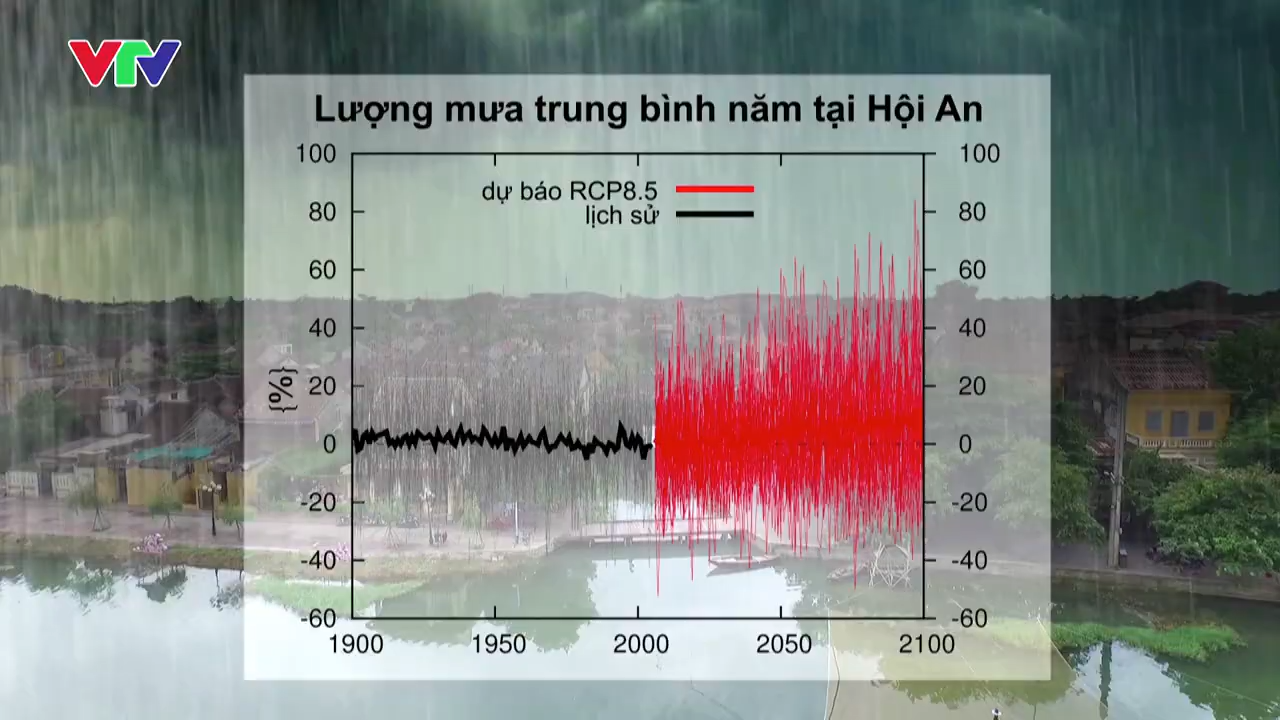 VTV
Lượng mưa trung bình năm tại Hội An
100 100
dự báo RCP8.5
lịch sử
80 80
60 60
40 40
{%}
20 20
0 0
-20 -20
-40 -40
-60 -60
1900 1950 2000 2050 2100